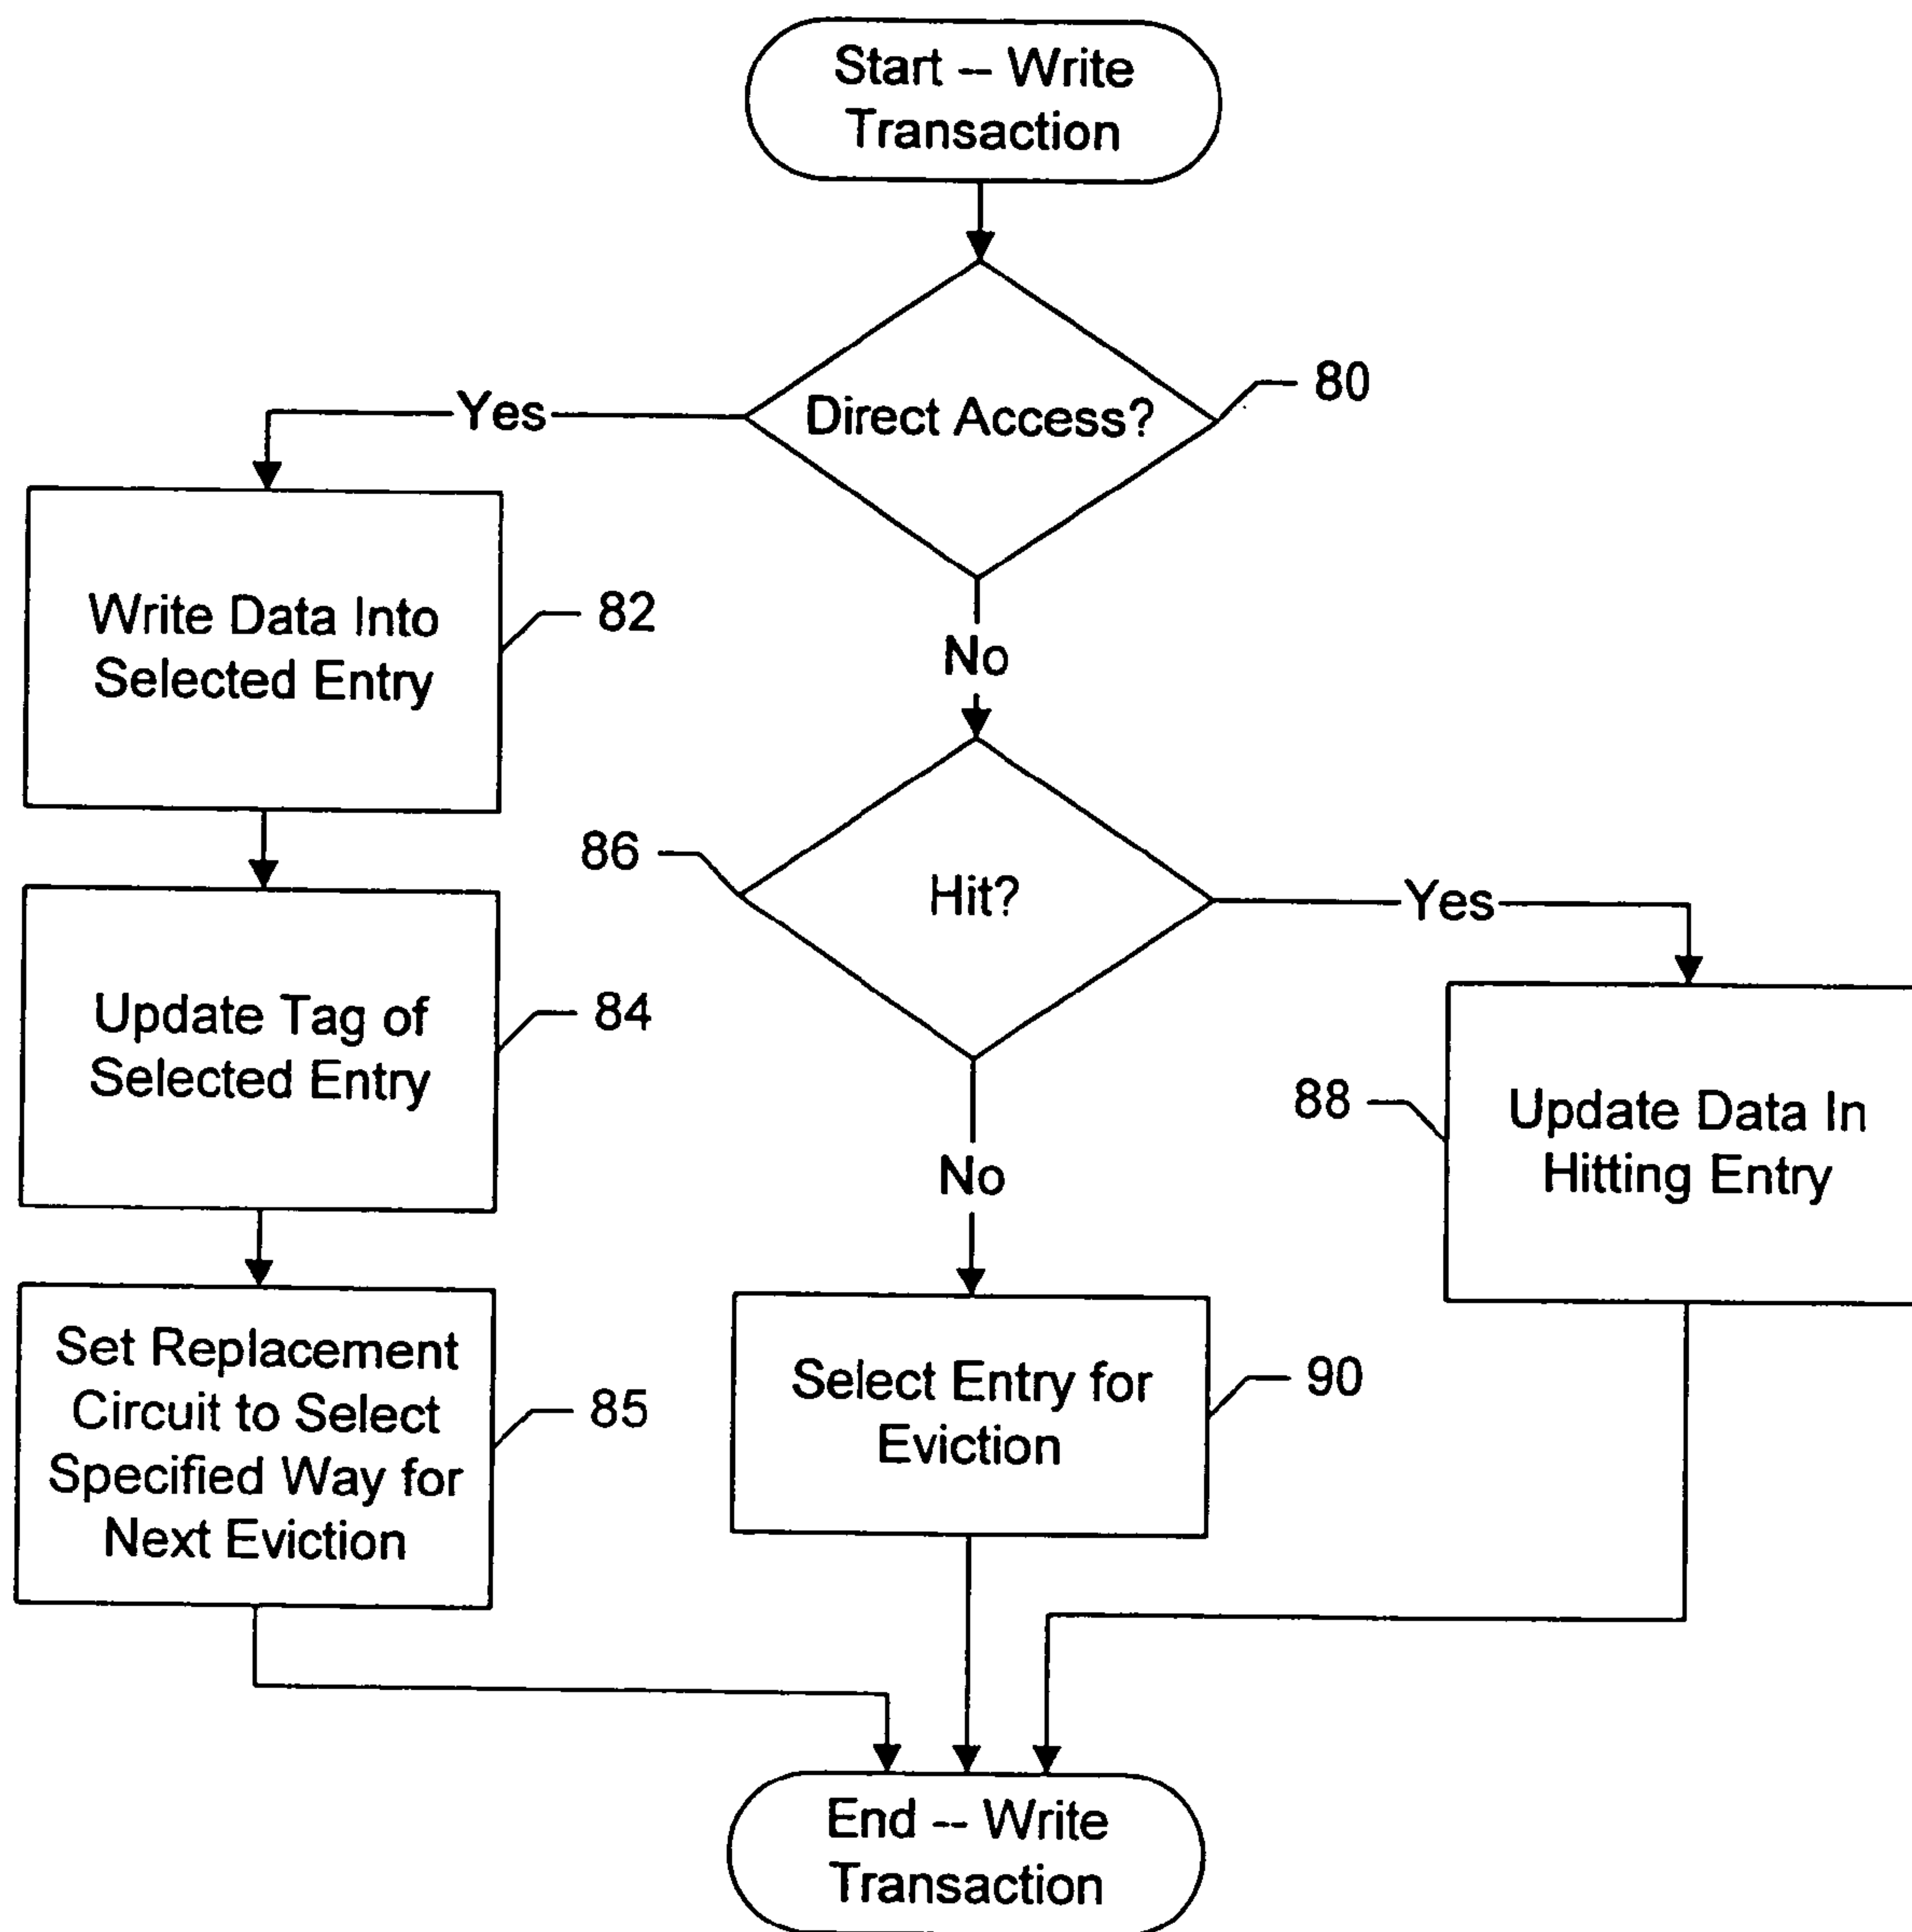 Start -- Write
Transaction
Direct Access?
80
Yes
No
Write Data Into
Selected Entry
82
86
Hit?
Yes
Update Tag of
Selected Entry
84
88
Update Data In
Hitting Entry
No
Set Replacement
Circuit to Select
Specified Way for
Next Eviction
85
Select Entry for
Eviction
90
End -- Write
Transaction